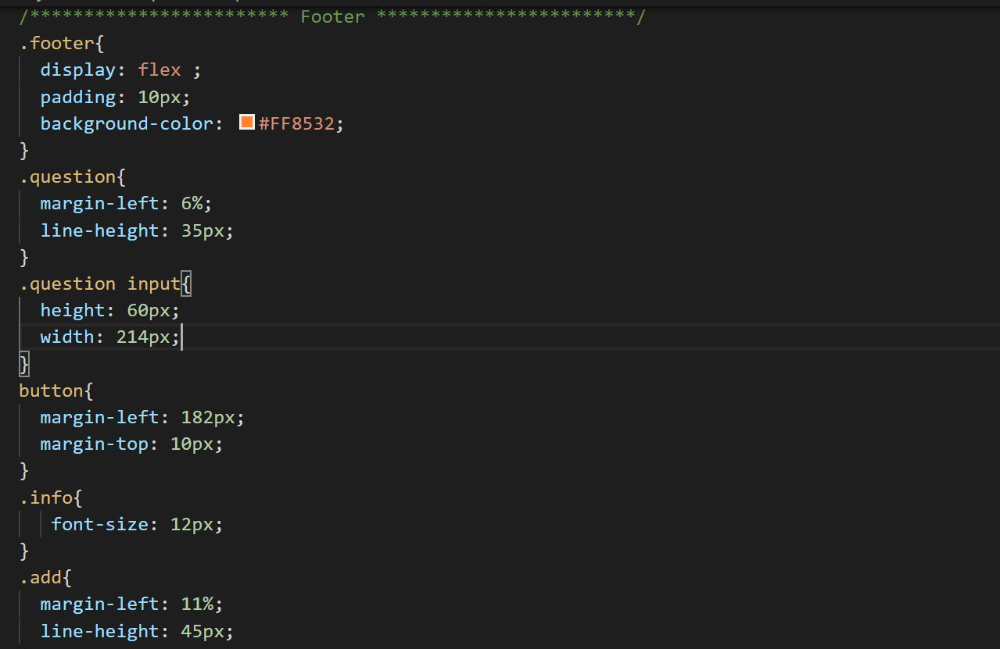 /************************ Footer ************************/
.footer{
  display: flex ;
  padding: 10px;
  background-color: #FF8532;
}
.question{
  margin-left: 6%;
  line-height: 35px;
}
.question input{
  height: 60px;
  width: 214px;
}
button{
  margin-left: 182px;
  margin-top: 10px;
}
.info{
   font-size: 12px;
}
.add{
  margin-left: 11%;
  line-height: 45px;